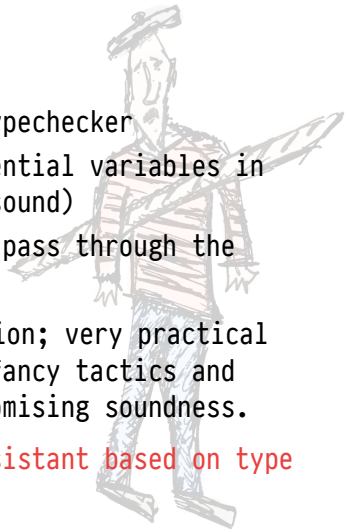 ypechecker
ential variables in
sound)
pass through the
ion; very practical
fancy tactics and
omising soundness.
sistant based on type